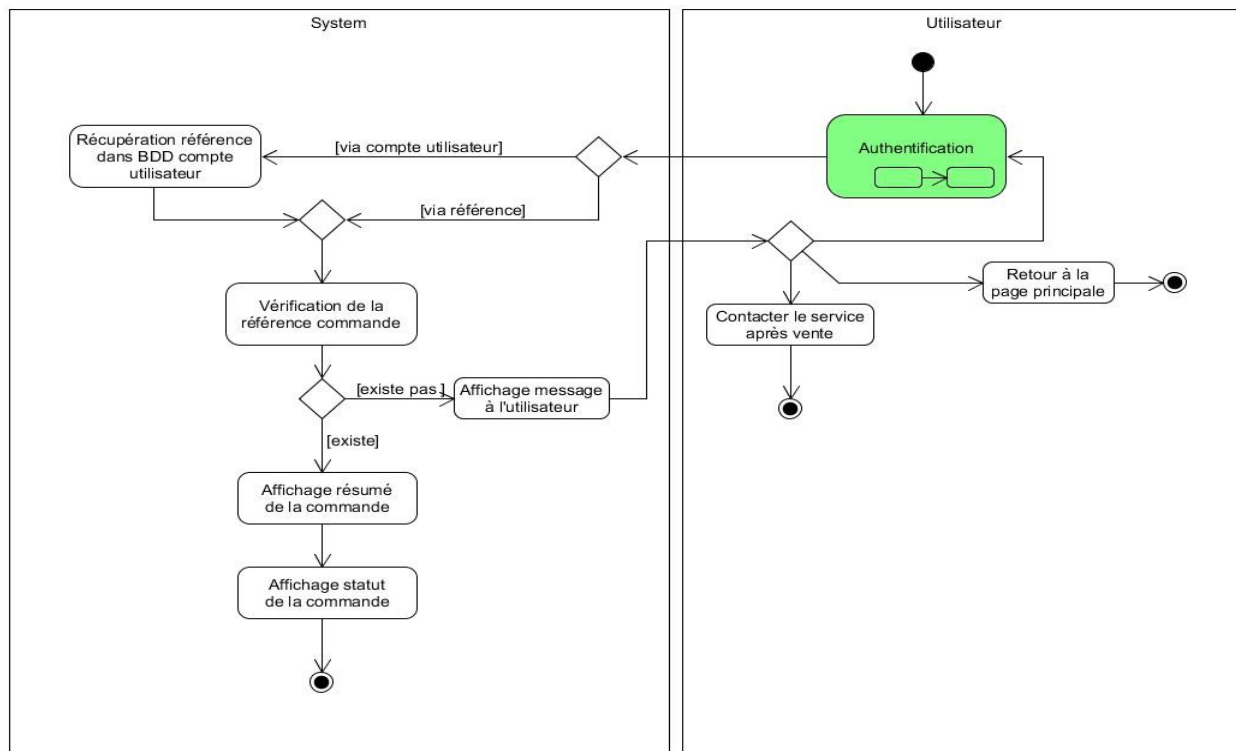 System
Utilisateur
Authentification
Récupération référence
dans BDD compte
utilisateur
[via compte utilisateur]
[via référence]
Vérification de la
référence commande
[existe pas ]
Affichage message
à l'utilisateur
Retour à la
page principale
Contacter le service
après vente
[existe]
Affichage résumé
de la commande
Affichage statut
de la commande